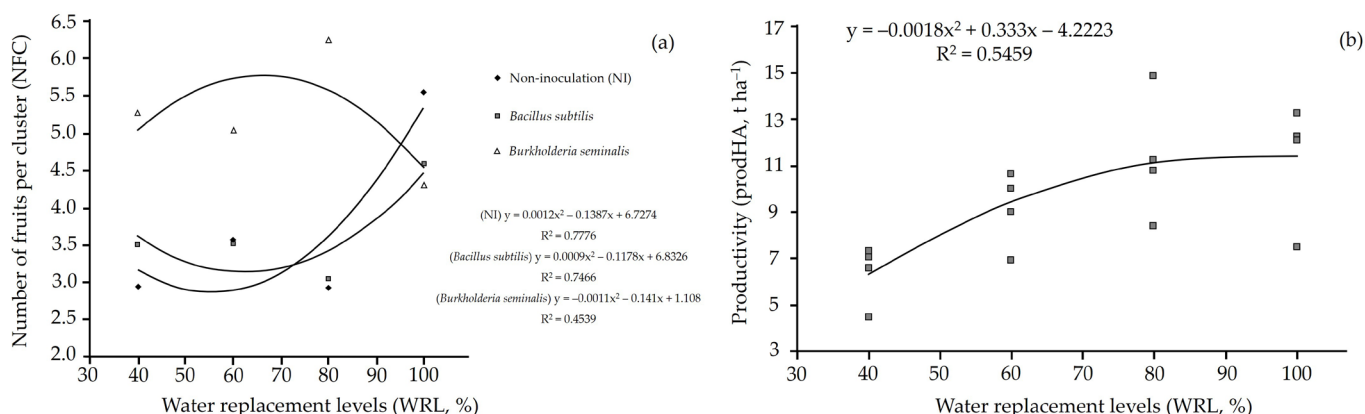 Number of fruits per cluster (NFC)
6.5
6.0
5.5
5.0
4.5
4.0
3.5
3.0
2.5
2.0
30 40 50 60 70 80 90 100
Water replacement levels (WRL, %)
(a)
Non-inoculation (NI)
Bacillus subtilis
Burkholderia seminalis
(NI) y = 0.0012x² – 0.1387x + 6.7274
R² = 0.7776
(Bacillus subtilis) y = 0.0009x² – 0.1178x + 6.8326
R² = 0.7466
(Burkholderia seminalis) y = –0.0011x² – 0.141x + 1.108
R² = 0.4539
y = –0.0018x² + 0.333x – 4.2223
R² = 0.5459
(b)
Productivity (prodHA, t ha⁻¹)
17
15
13
11
9
7
5
3
30 40 50 60 70 80 90 100
Water replacement levels (WRL, %)